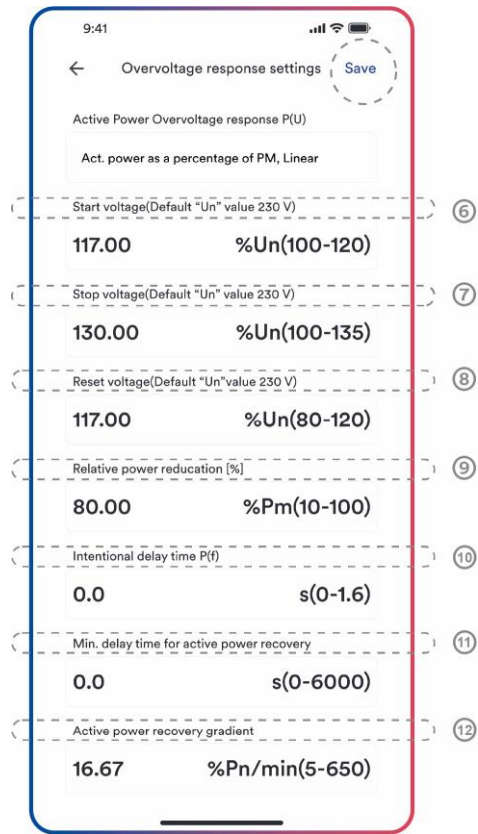 9:41
Overvoltage response settings Save
Active Power Overvoltage response P(U)
Act. power as a percentage of PM, Linear
Start voltage(Default “Un” value 230 V) 6
117.00 %Un(100-120)
Stop voltage(Default “Un” value 230 V) 7
130.00 %Un(100-135)
Reset voltage(Default “Un”value 230 V) 8
117.00 %Un(80-120)
Relative power reducation [%] 9
80.00 %Pm(10-100)
Intentional delay time P(f) 10
0.0 s(0-1.6)
Min. delay time for active power recovery 11
0.0 s(0-6000)
Active power recovery gradient 12
16.67 %Pn/min(5-650)